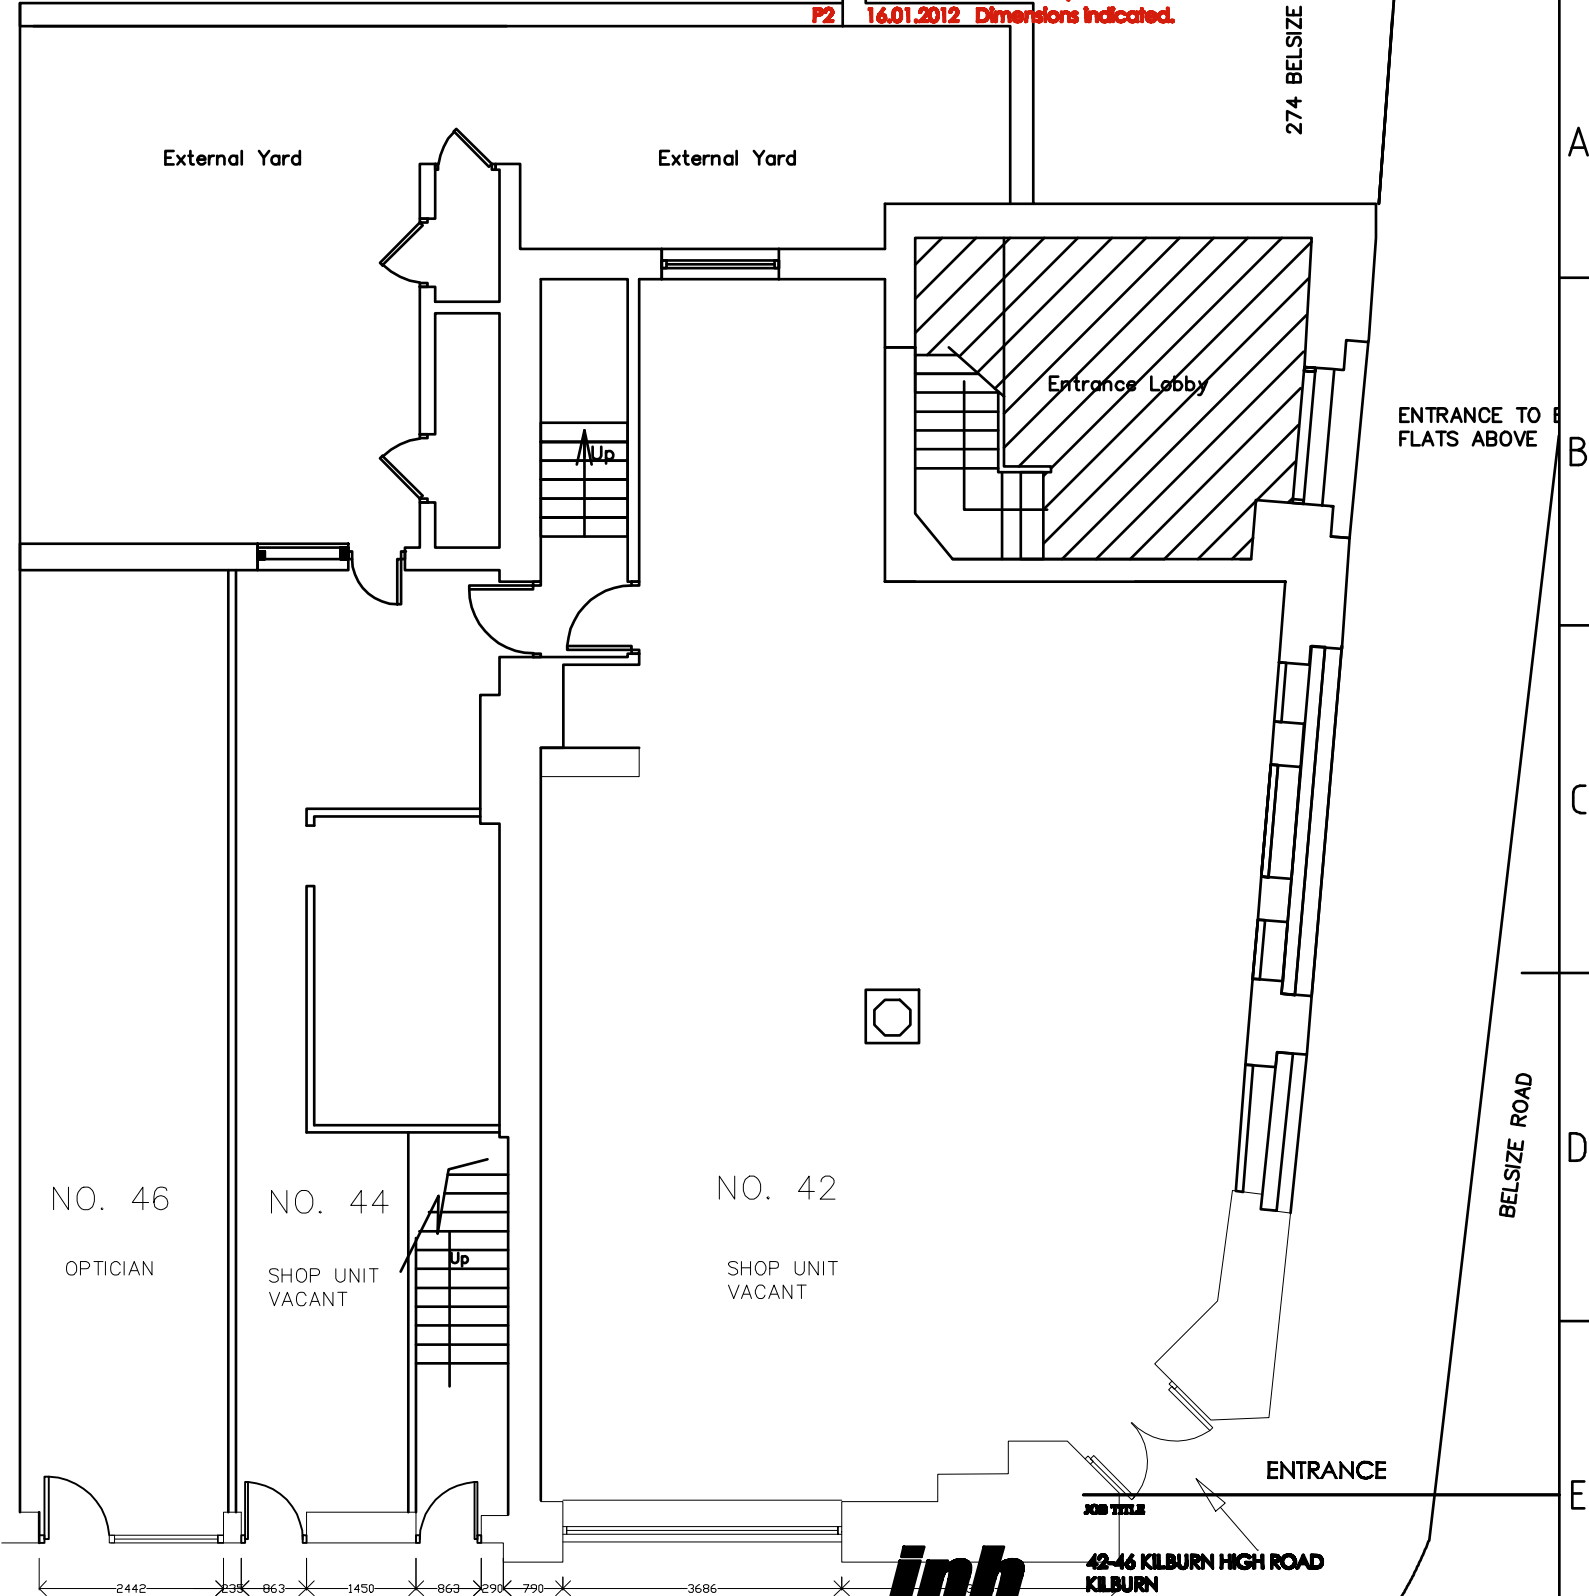 P2 16.01.2012 Dimensions indicated.
274 BELSIZE
A
External Yard
External Yard
Entrance Lobby
ENTRANCE TO
FLATS ABOVE
B
Up
C
BELSIZE ROAD
D
NO. 46
OPTICIAN
NO. 44
SHOP UNIT
VACANT
Up
NO. 42
SHOP UNIT
VACANT
ENTRANCE
E
JOB TITLE
42-46 KILBURN HIGH ROAD
KILBURN
inh
2442 235 863 1450 863 290 790 3686